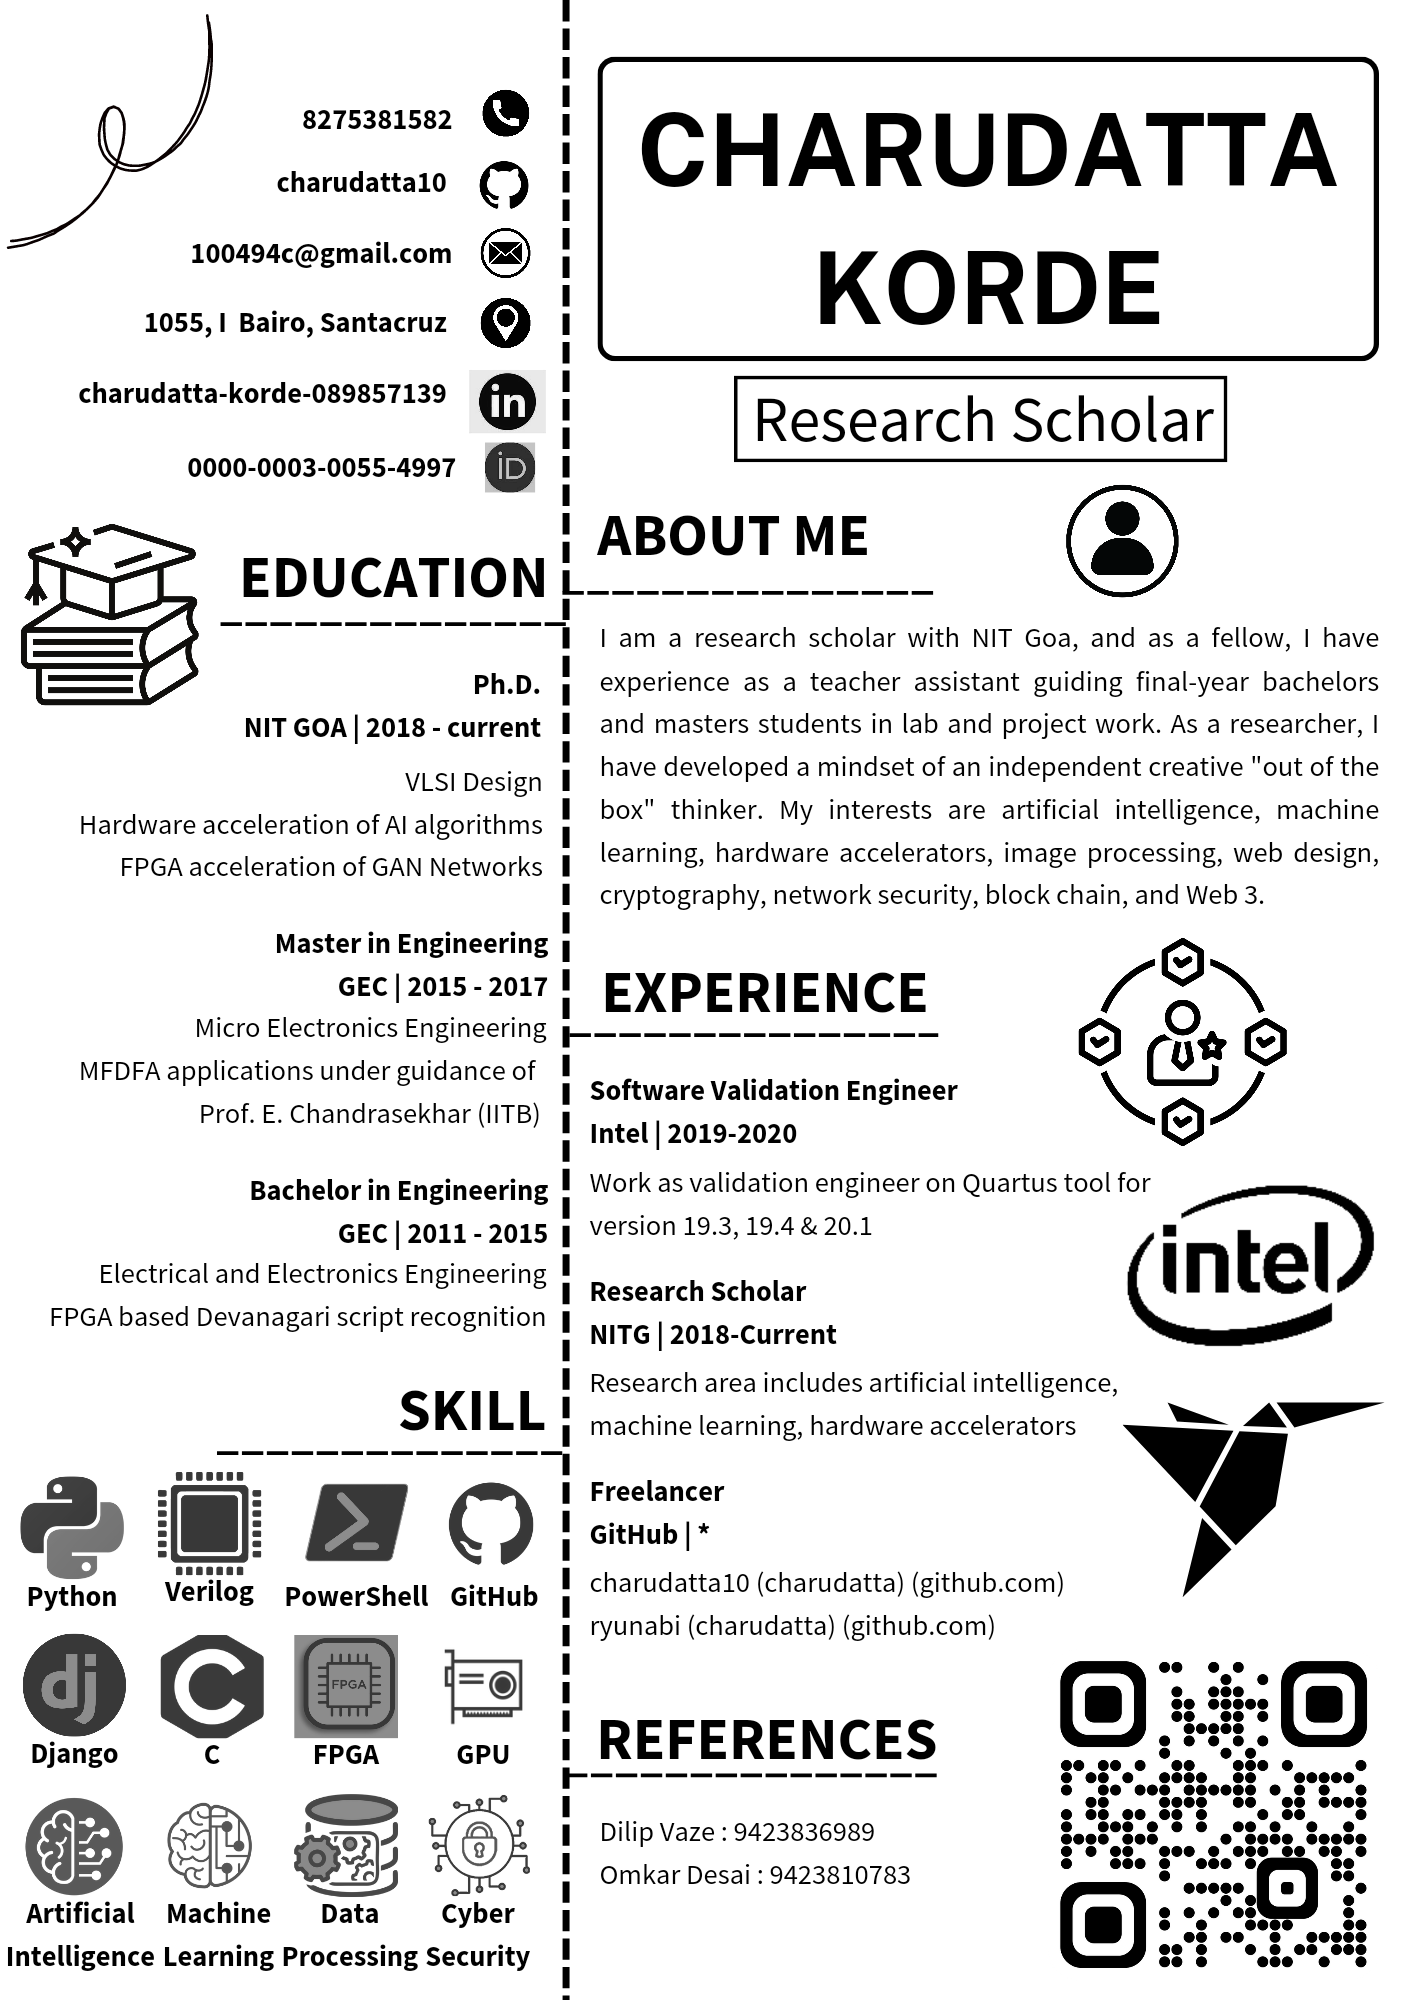 8275381582
charudatta10
100494c@gmail.com
1055, I  Bairo, Santacruz
charudatta-korde-089857139
in
0000-0003-0055-4997
iD
EDUCATION
Ph.D.
NIT GOA | 2018 - current
VLSI Design
Hardware acceleration of AI algorithms
FPGA acceleration of GAN Networks
Master in Engineering
GEC | 2015 - 2017
Micro Electronics Engineering
MFDFA applications under guidance of
Prof. E. Chandrasekhar (IITB)
Bachelor in Engineering
GEC | 2011 - 2015
Electrical and Electronics Engineering
FPGA based Devanagari script recognition
SKILL
Python Verilog PowerShell GitHub
dj C FPGA
Django C FPGA GPU
Artificial Machine Data Cyber
Intelligence Learning Processing Security
CHARUDATTA
KORDE
Research Scholar
ABOUT ME
I am a research scholar with NIT Goa, and as a fellow, I have
experience as a teacher assistant guiding final-year bachelors
and masters students in lab and project work. As a researcher, I
have developed a mindset of an independent creative "out of the
box" thinker. My interests are artificial intelligence, machine
learning, hardware accelerators, image processing, web design,
cryptography, network security, block chain, and Web 3.
EXPERIENCE
Software Validation Engineer
Intel | 2019-2020
Work as validation engineer on Quartus tool for
version 19.3, 19.4 & 20.1
intel
Research Scholar
NITG | 2018-Current
Research area includes artificial intelligence,
machine learning, hardware accelerators
Freelancer
GitHub | *
charudatta10 (charudatta) (github.com)
ryunabi (charudatta) (github.com)
REFERENCES
Dilip Vaze : 9423836989
Omkar Desai : 9423810783